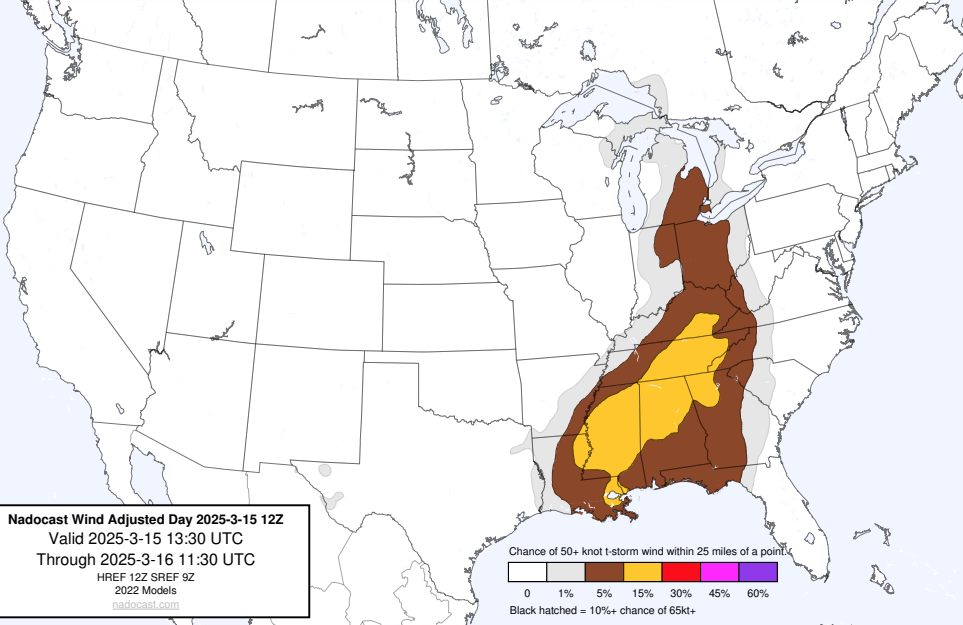 Nadocast Wind Adjusted Day 2025-3-15 12Z
Valid 2025-3-15 13:30 UTC
Through 2025-3-16 11:30 UTC
HREF 12Z SREF 9Z
2022 Models
nadocast.com
Chance of 50+ knot t-storm wind within 25 miles of a point.
0 1% 5% 15% 30% 45% 60%
Black hatched = 10%+ chance of 65kt+